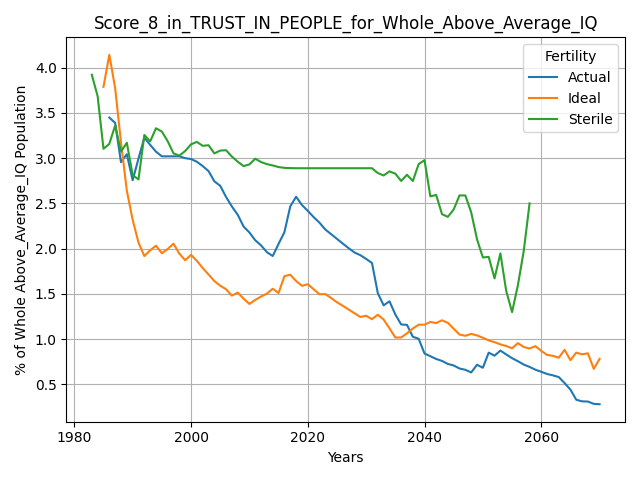 Score_8_in_TRUST_IN_PEOPLE_for_Whole_Above_Average_IQ
Fertility
Actual
Ideal
Sterile
% of Whole Above_Average_IQ Population
4.0
3.5
3.0
2.5
2.0
1.5
1.0
0.5
1980
2000
2020
2040
2060
Years